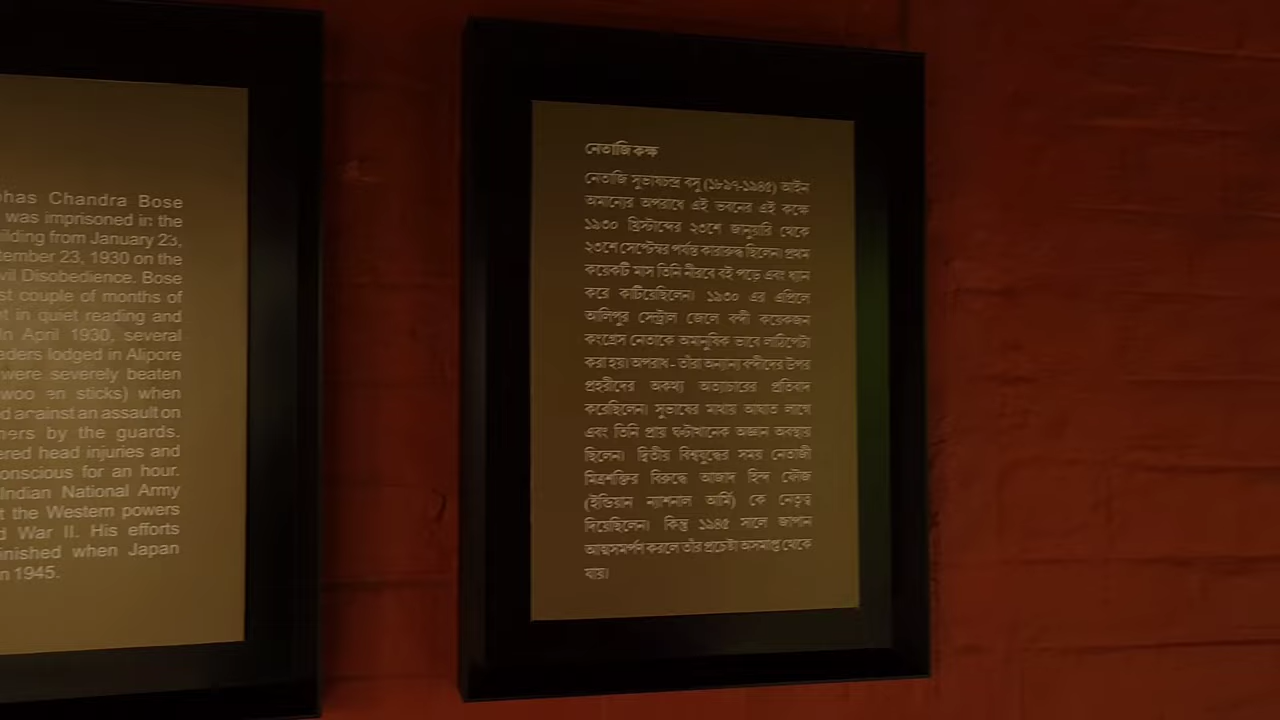 has Chandra Bose
was imprisoned in the
ilding from January 23,
tember 23, 1930 on the
vil Disobedience. Bose
st couple of months of
t in quiet reading and
In April 1930, several
aders lodged in Alipore
were severely beaten
woo en sticks) when
d against an assault on
ners by the guards.
ered head injuries and
onscious for an hour.
Indian National Army
t the Western powers
d War II. His efforts
inished when Japan
n 1945.
নেতাজি কক্ষ
নেতাজি সুভাষচন্দ্র বসু (১৮৯৭-১৯৪৫) আইন
অমান্যের অপরাধে এই ভবনের এই কক্ষে
১৯৩০ খ্রিস্টাব্দের ২৩শে জানুয়ারি থেকে
২৩শে সেপ্টেম্বর পর্যন্ত কারারুদ্ধ ছিলেন। প্রথম
কয়েকটি মাস তিনি নীরবে বই পড়ে এবং ধ্যান
করে কাটিয়েছিলেন। ১৯৩০ এর এপ্রিলে
আলিপুর সেন্ট্রাল জেলে বন্দী কয়েকজন
কংগ্রেস নেতাকে অমানুষিক ভাবে লাঠিপেটা
করা হয়। অপরাধ - তাঁরা অন্যান্য বন্দীদের উপর
প্রহরীদের অকথ্য অত্যাচারের প্রতিবাদ
করেছিলেন। সুভাষের মাথায় আঘাত লাগে
এবং তিনি প্রায় ঘন্টাখানেক অজ্ঞান অবস্থায়
ছিলেন। দ্বিতীয় বিশ্বযুদ্ধের সময় নেতাজী
মিত্রশক্তির বিরুদ্ধে আজাদ হিন্দ ফৌজ
(ইন্ডিয়ান ন্যাশনাল আর্মি) কে নেতৃত্ব
দিয়েছিলেন। কিন্তু ১৯৪৫ সালে জাপান
আত্মসমর্পণ করলে তাঁর প্রচেষ্টা অসমাপ্ত থেকে
যায়।